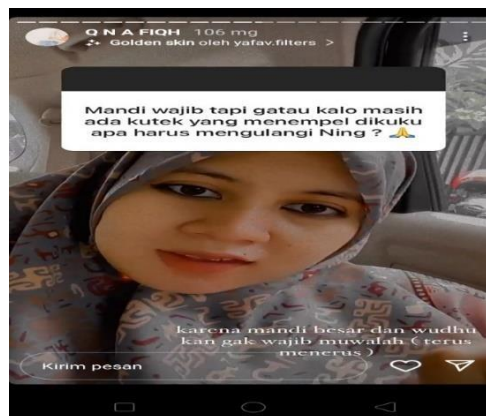 Q N A FIQH 106 mg
Golden skin oleh yafav.filters >
Mandi wajib tapi gatau kalo masih
ada kutek yang menempel dikuku
apa harus mengulangi Ning ? 🙏
karena mandi besar dan wudhu
kan gak wajib muwalah ( terus
menerus )
Kirim pesan